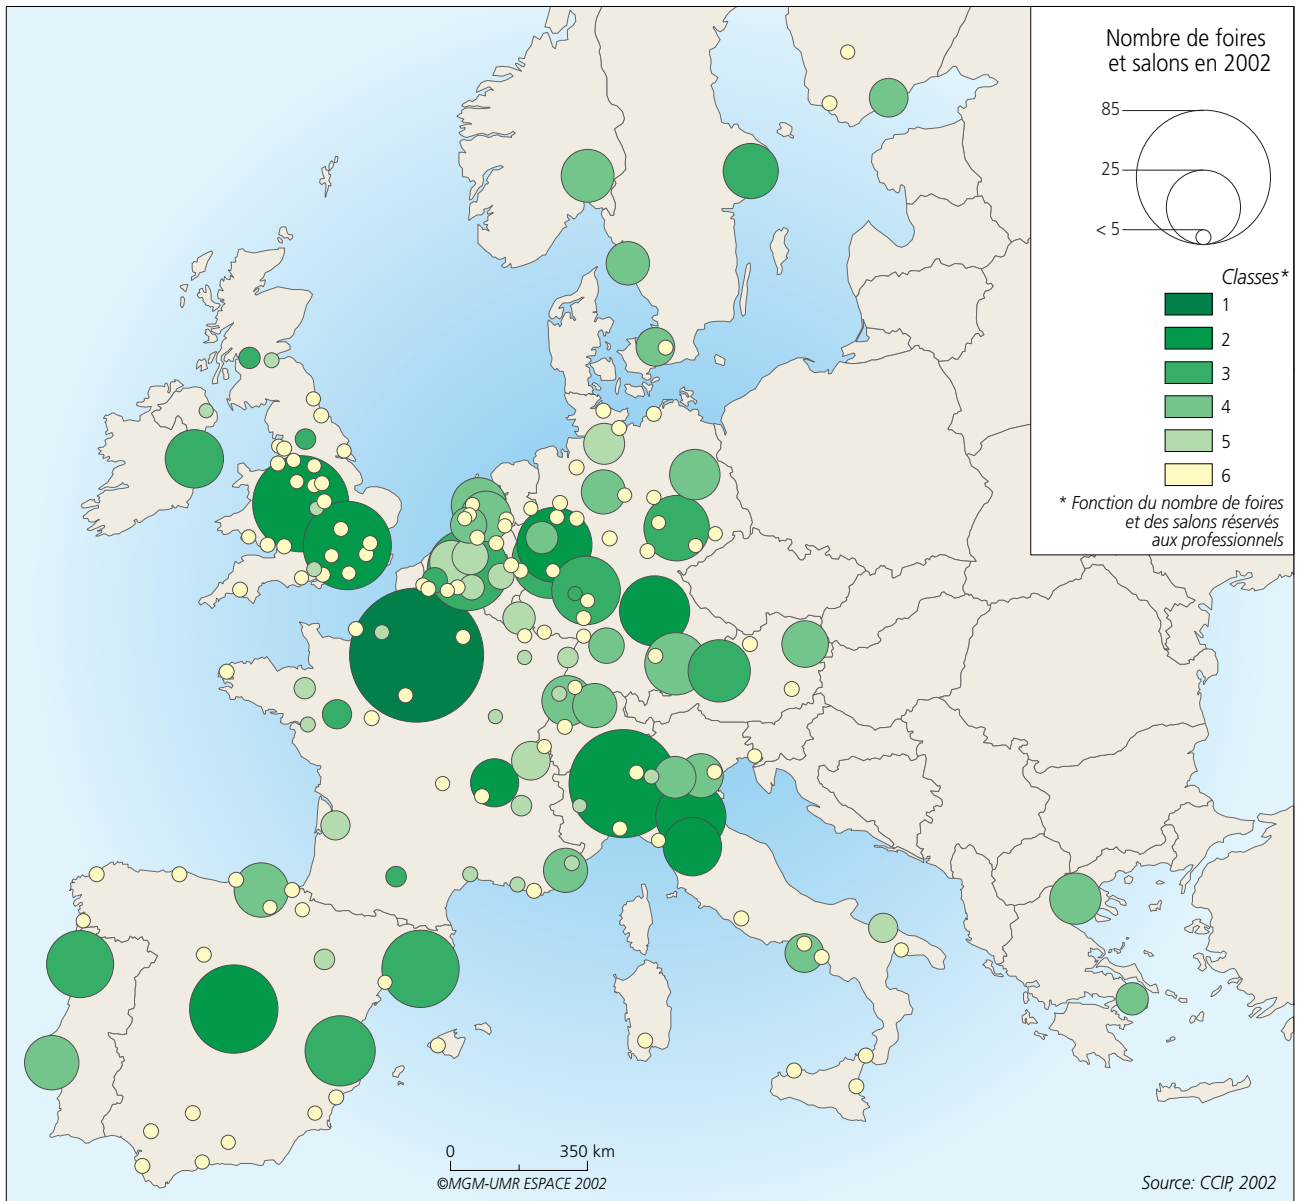 Nombre de foires
et salons en 2002
85
25
< 5
Classes*
1
2
3
4
5
6
* Fonction du nombre de foires
et des salons réservés
aux professionnels
0 350 km
©MGM-UMR ESPACE 2002
Source: CCIP, 2002